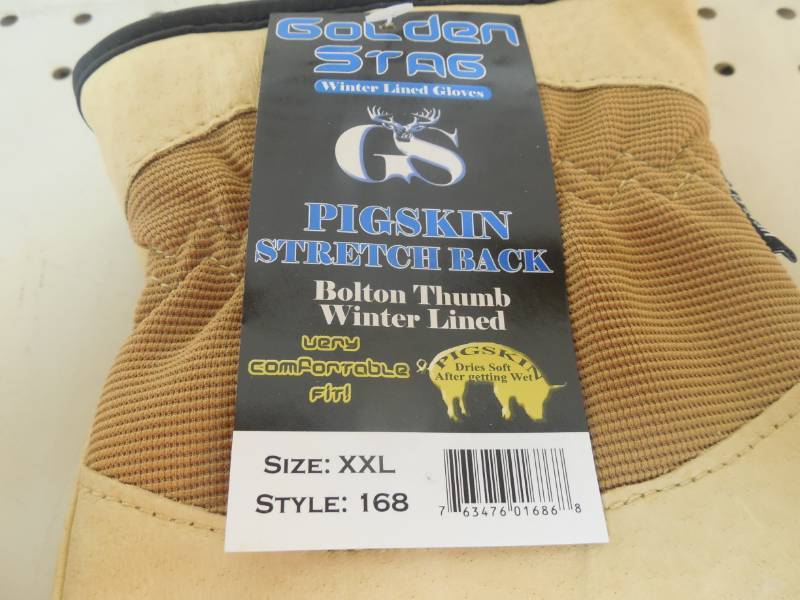 Golden
Stag
Winter Lined Gloves
GS
PIGSKIN
STRETCH BACK
Bolton Thumb
Winter Lined
very
comfortable
fit!
PIGSKIN
Dries Soft
After getting Wet
Size: XXL
Style: 168
7 63476 01686 8